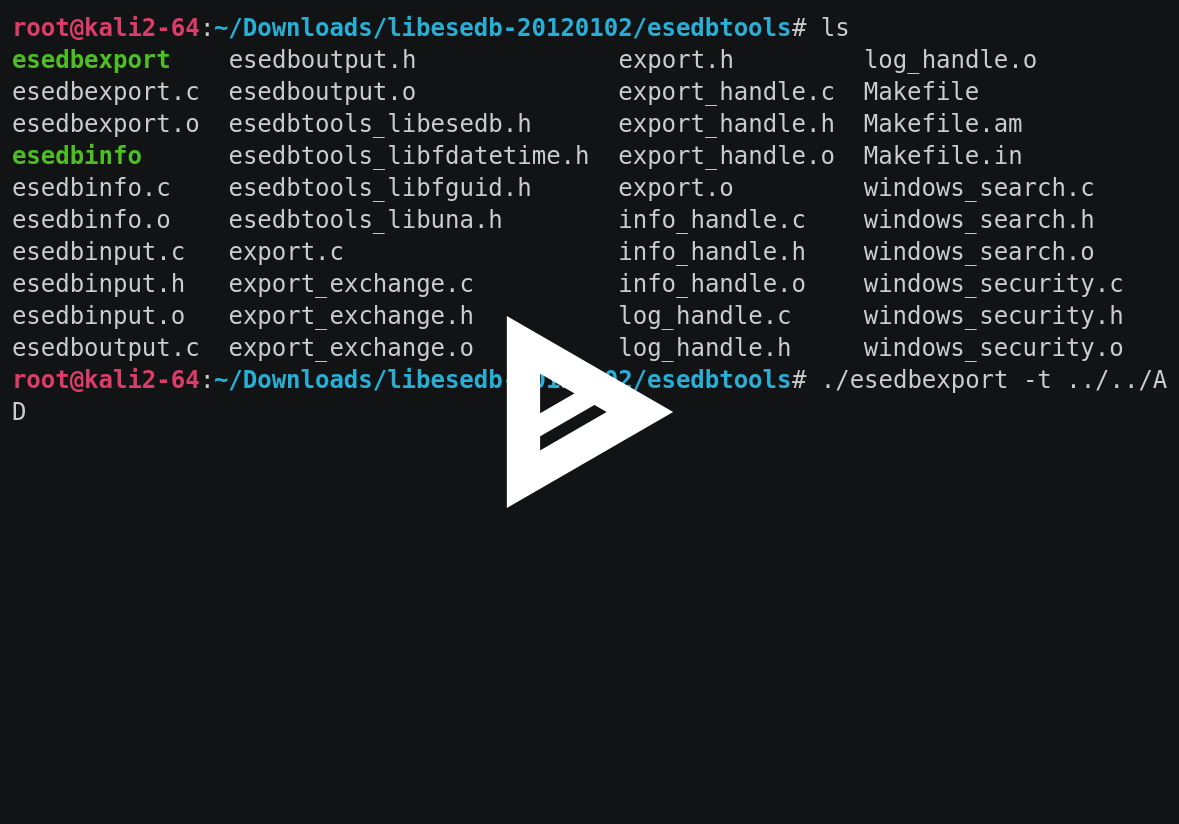 root@kali2-64:~/Downloads/libesedb-20120102/esedbtools# ls
esedbexport    esedboutput.h              export.h         log_handle.o
esedbexport.c  esedboutput.o              export_handle.c  Makefile
esedbexport.o  esedbtools_libesedb.h      export_handle.h  Makefile.am
esedbinfo      esedbtools_libfdatetime.h  export_handle.o  Makefile.in
esedbinfo.c    esedbtools_libfguid.h      export.o         windows_search.c
esedbinfo.o    esedbtools_libuna.h        info_handle.c    windows_search.h
esedbinput.c   export.c                   info_handle.h    windows_search.o
esedbinput.h   export_exchange.c          info_handle.o    windows_security.c
esedbinput.o   export_exchange.h          log_handle.c     windows_security.h
esedboutput.c  export_exchange.o          log_handle.h     windows_security.o
root@kali2-64:~/Downloads/libesedb-20120102/esedbtools# ./esedbexport -t ../../A
D